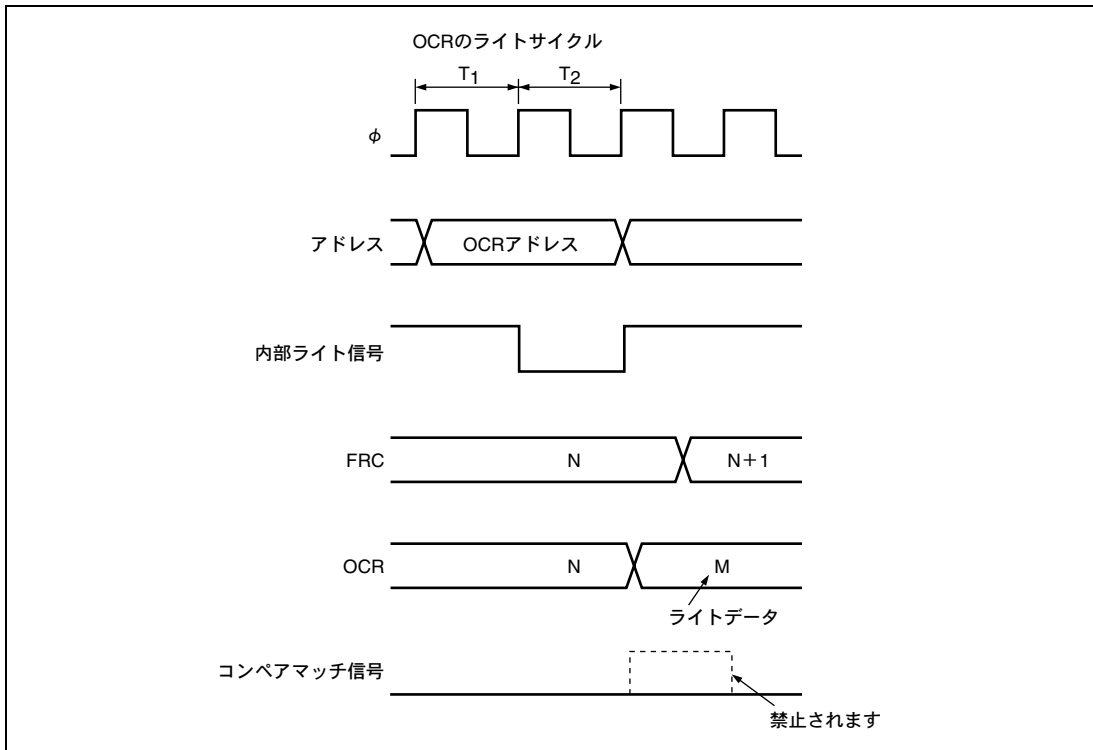 OCRのライトサイクル
T1 T2
φ
アドレス OCRアドレス
内部ライト信号
FRC N N+1
OCR N M
ライトデータ
コンペアマッチ信号
禁止されます